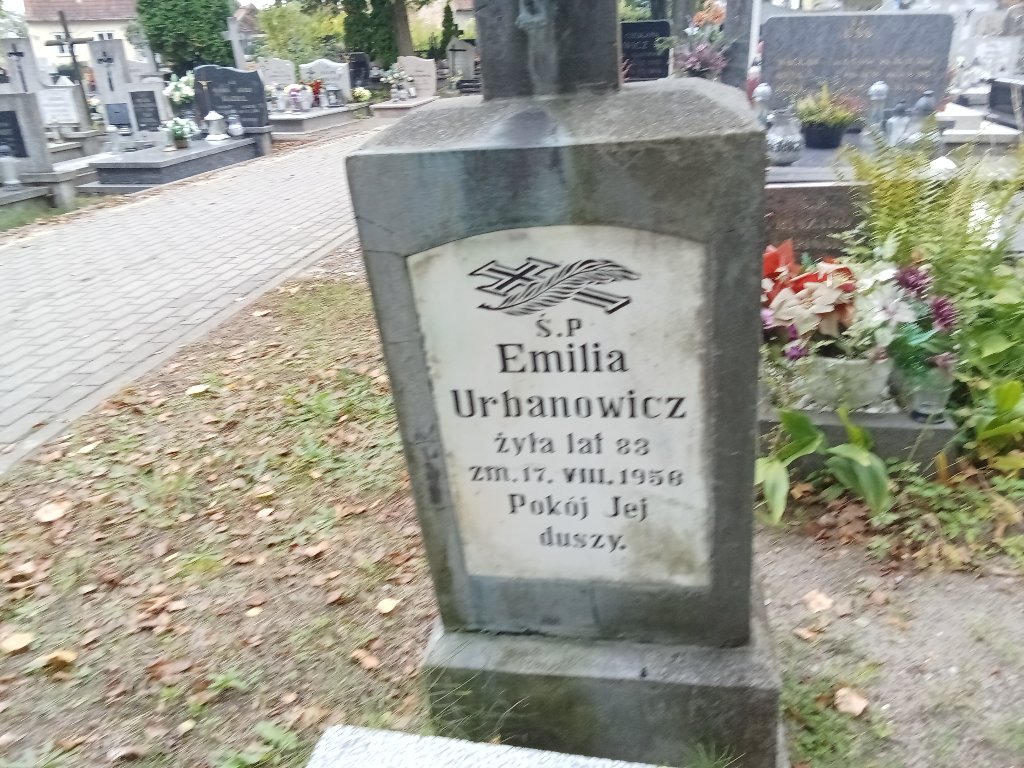 Ś.P
Emilia
Urbanowicz
żyła lat 83
zm. 17. VIII. 1958
Pokój Jej
duszy.